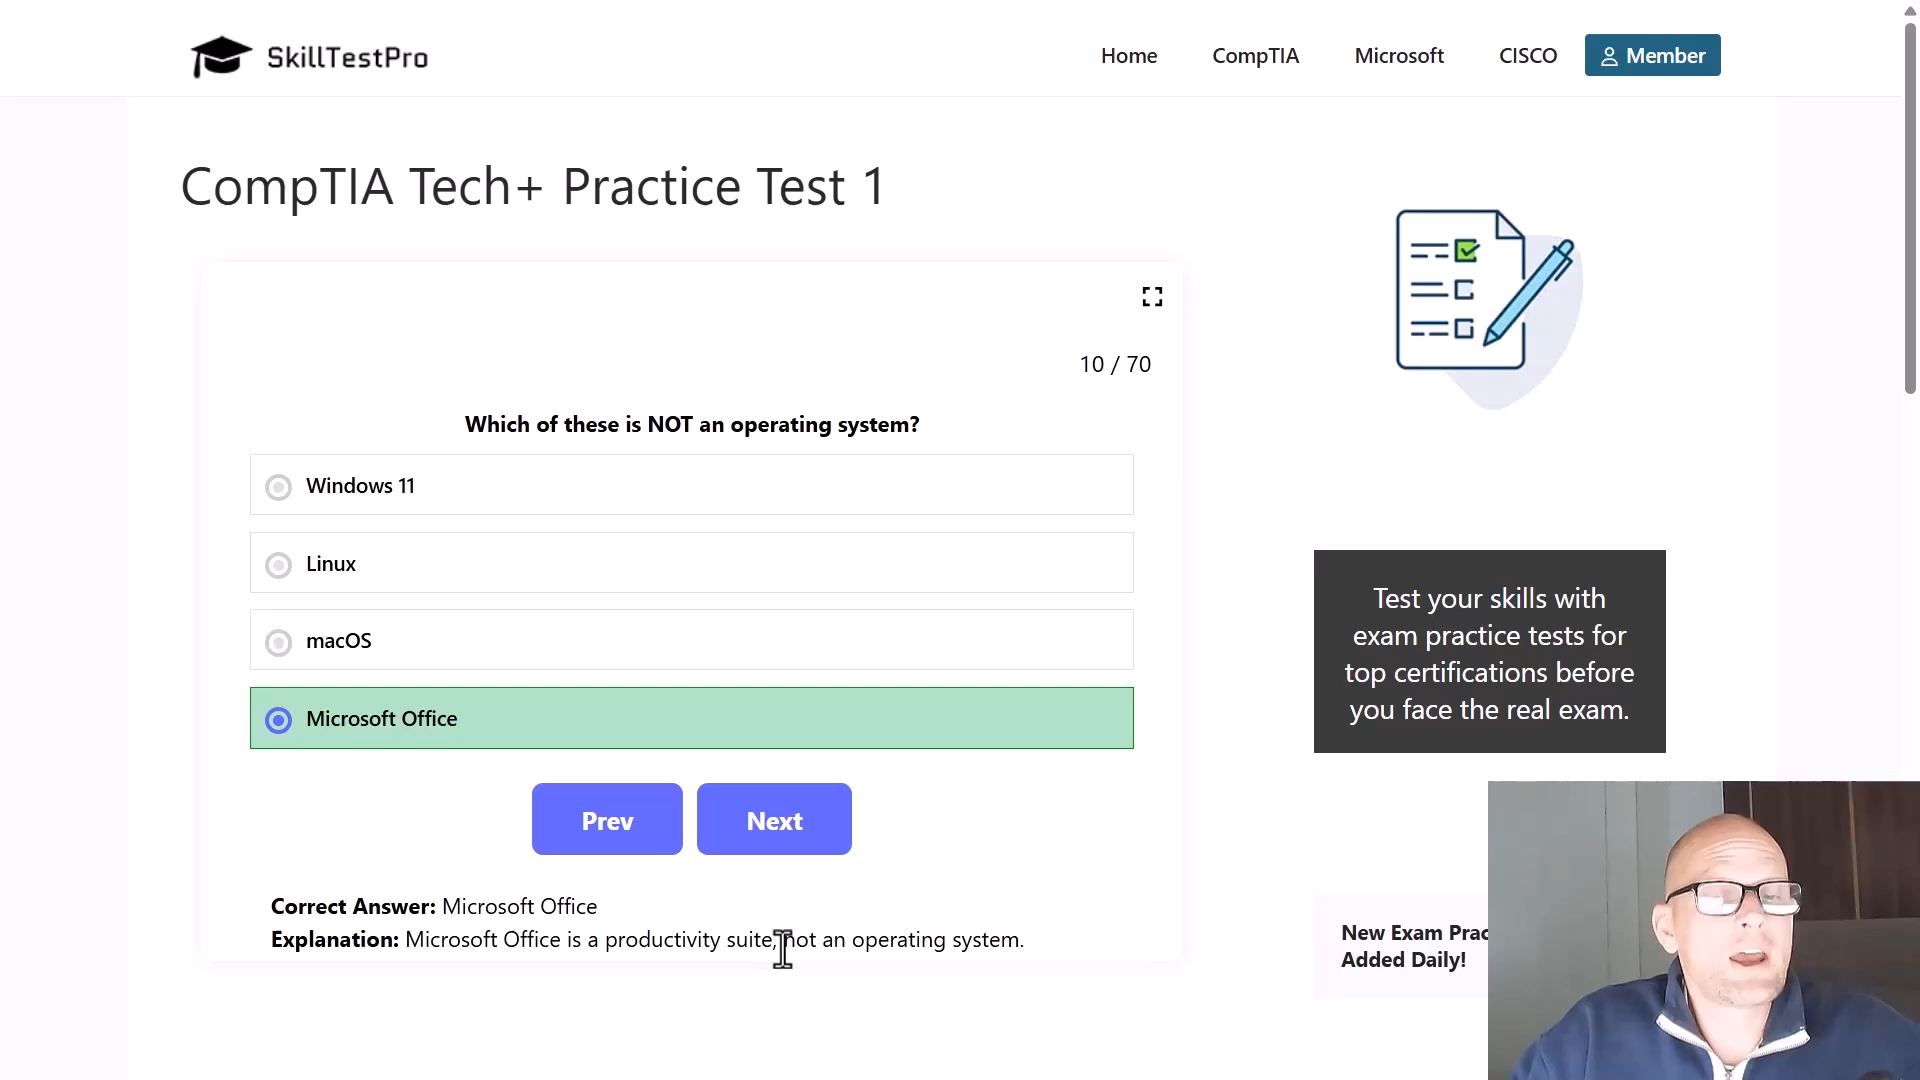 SkillTestPro
Home
CompTIA
Microsoft
CISCO
Member
CompTIA Tech+ Practice Test 1
10 / 70
Which of these is NOT an operating system?
Windows 11
Linux
macOS
Microsoft Office
Prev
Next
Correct Answer: Microsoft Office
Explanation: Microsoft Office is a productivity suite, not an operating system.
Test your skills with
exam practice tests for
top certifications before
you face the real exam.
New Exam Prac
Added Daily!